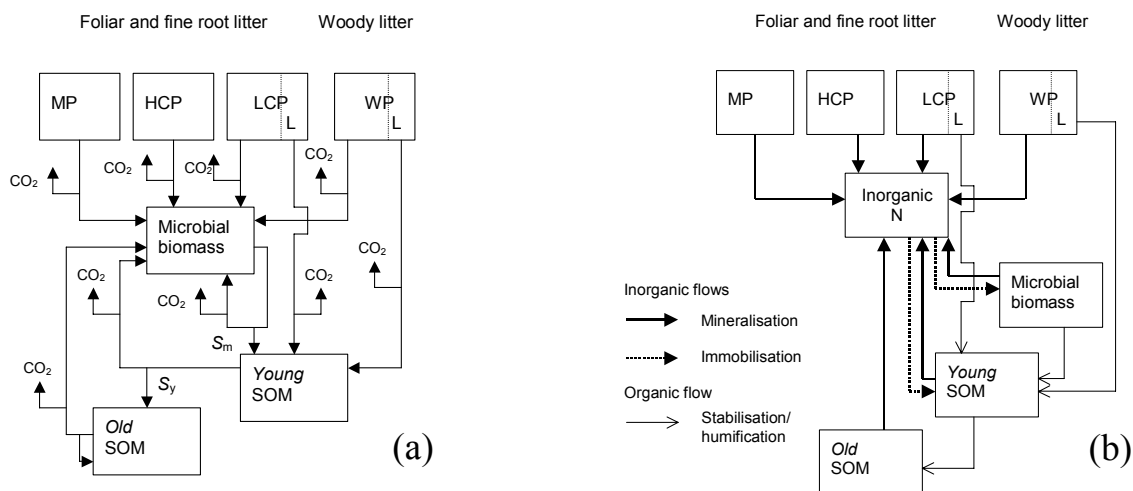 Foliar and fine root litter
Woody litter
MP
HCP
LCP
L
WP
L
CO2
CO2
CO2
CO2
Microbial
biomass
CO2
CO2
CO2
CO2
Sm
Young
SOM
CO2
Sy
Old
SOM
(a)
Foliar and fine root litter
Woody litter
MP
HCP
LCP
L
WP
L
Inorganic
N
Microbial
biomass
Inorganic flows
Mineralisation
Immobilisation
Organic flow
Stabilisation/
humification
Young
SOM
Old
SOM
(b)